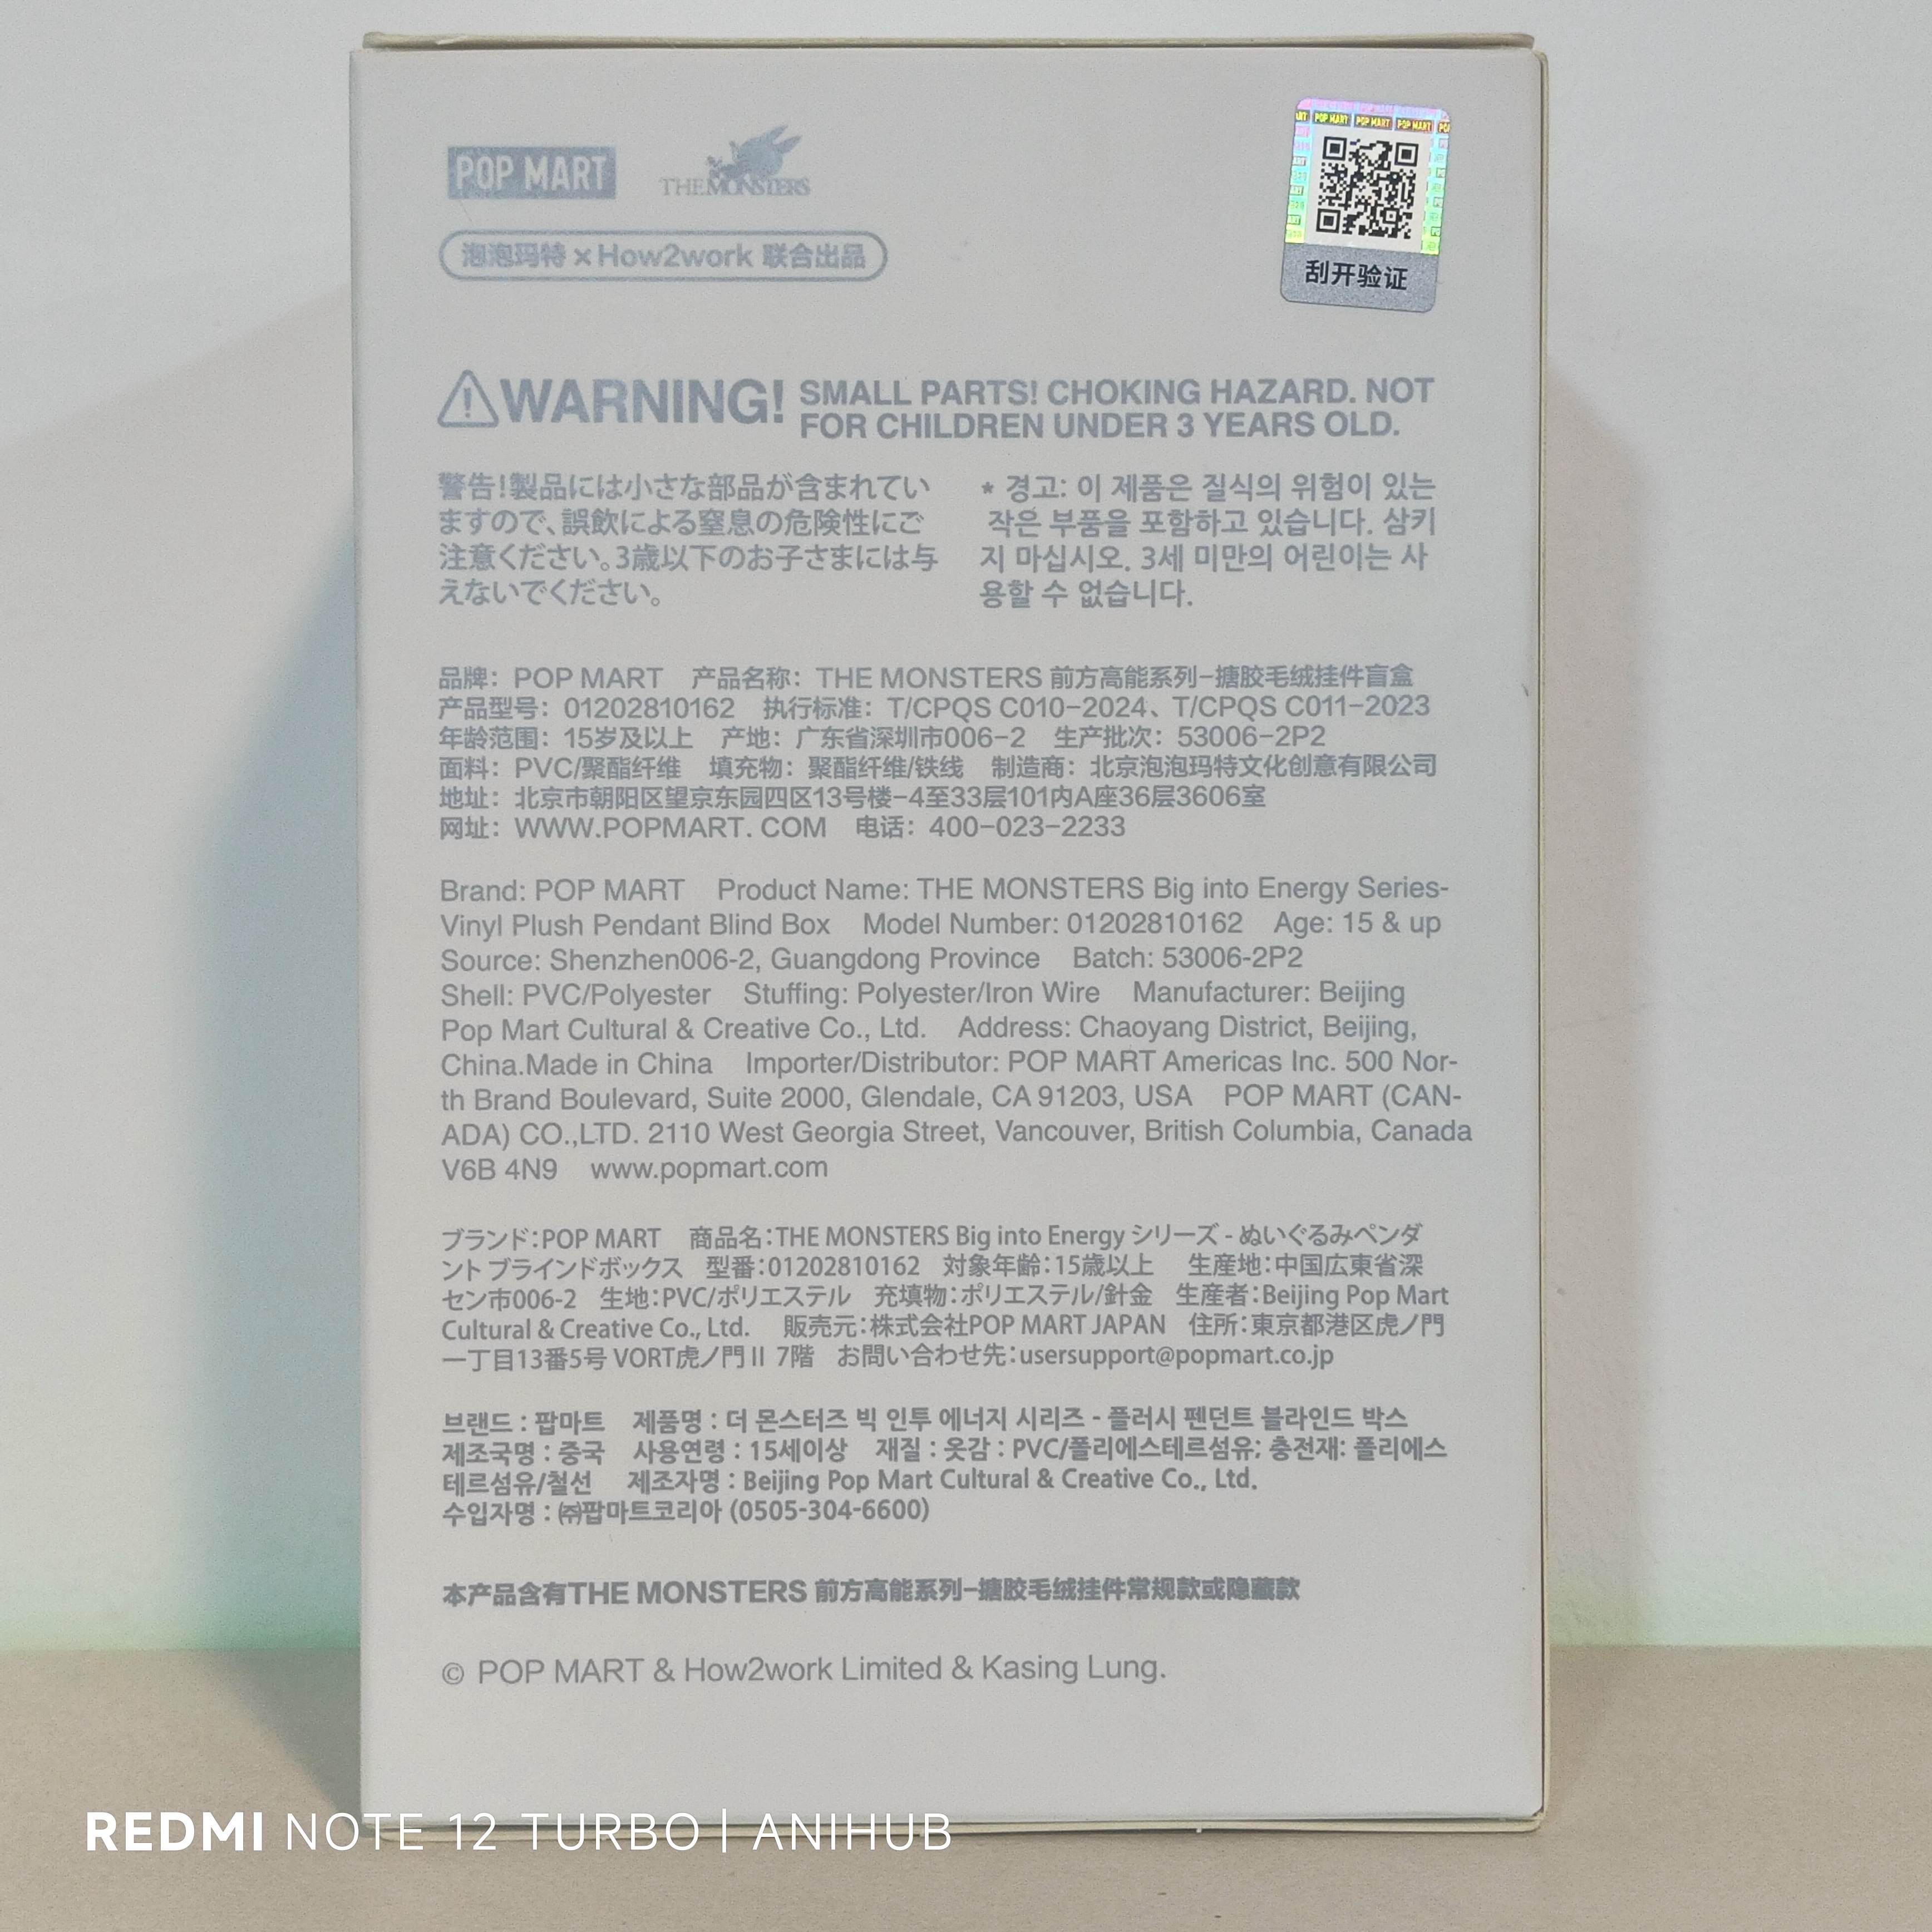 POP MART
THE MONSTERS
泡泡玛特 × How2work 联合出品
POP MART POP MART POP MART
刮开验证
WARNING! SMALL PARTS! CHOKING HAZARD. NOT
FOR CHILDREN UNDER 3 YEARS OLD.
警告!製品には小さな部品が含まれてい
ますので、誤飲による窒息の危険性にご
注意ください。3歳以下のお子さまには与
えないでください。
* 경고: 이 제품은 질식의 위험이 있는
작은 부품을 포함하고 있습니다. 삼키
지 마십시오. 3세 미만의 어린이는 사
용할 수 없습니다.
品牌：POP MART 产品名称：THE MONSTERS 前方高能系列-搪胶毛绒挂件盲盒
产品型号：01202810162 执行标准：T/CPQS C010-2024、T/CPQS C011-2023
年龄范围：15岁及以上 产地：广东省深圳市006-2 生产批次：53006-2P2
面料：PVC/聚酯纤维 填充物：聚酯纤维/铁线 制造商：北京泡泡玛特文化创意有限公司
地址：北京市朝阳区望京东园四区13号楼-4至33层101内A座36层3606室
网址：WWW.POPMART. COM 电话：400-023-2233
Brand: POP MART Product Name: THE MONSTERS Big into Energy Series-
Vinyl Plush Pendant Blind Box Model Number: 01202810162 Age: 15 & up
Source: Shenzhen006-2, Guangdong Province Batch: 53006-2P2
Shell: PVC/Polyester Stuffing: Polyester/Iron Wire Manufacturer: Beijing
Pop Mart Cultural & Creative Co., Ltd. Address: Chaoyang District, Beijing,
China.Made in China Importer/Distributor: POP MART Americas Inc. 500 Nor-
th Brand Boulevard, Suite 2000, Glendale, CA 91203, USA POP MART (CAN-
ADA) CO.,LTD. 2110 West Georgia Street, Vancouver, British Columbia, Canada
V6B 4N9 www.popmart.com
ブランド:POP MART 商品名:THE MONSTERS Big into Energy シリーズ - ぬいぐるみペンダ
ント ブラインドボックス 型番:01202810162 対象年齢:15歳以上 生産地:中国広東省深
セン市006-2 生地:PVC/ポリエステル 充填物:ポリエステル/針金 生産者:Beijing Pop Mart
Cultural & Creative Co., Ltd. 販売元:株式会社POP MART JAPAN 住所:東京都港区虎ノ門
一丁目13番5号 VORT虎ノ門Ⅱ 7階 お問い合わせ先:usersupport@popmart.co.jp
브랜드 : 팝마트 제품명 : 더 몬스터즈 빅 인투 에너지 시리즈 - 플러시 펜던트 블라인드 박스
제조국명 : 중국 사용연령 : 15세이상 재질 : 옷감 : PVC/폴리에스테르섬유; 충전재: 폴리에스
테르섬유/철선 제조자명 : Beijing Pop Mart Cultural & Creative Co., Ltd.
수입자명 : ㈜팝마트코리아 (0505-304-6600)
本产品含有THE MONSTERS 前方高能系列-搪胶毛绒挂件常规款或隐藏款
© POP MART & How2work Limited & Kasing Lung.
REDMI NOTE 12 TURBO | ANIHUB